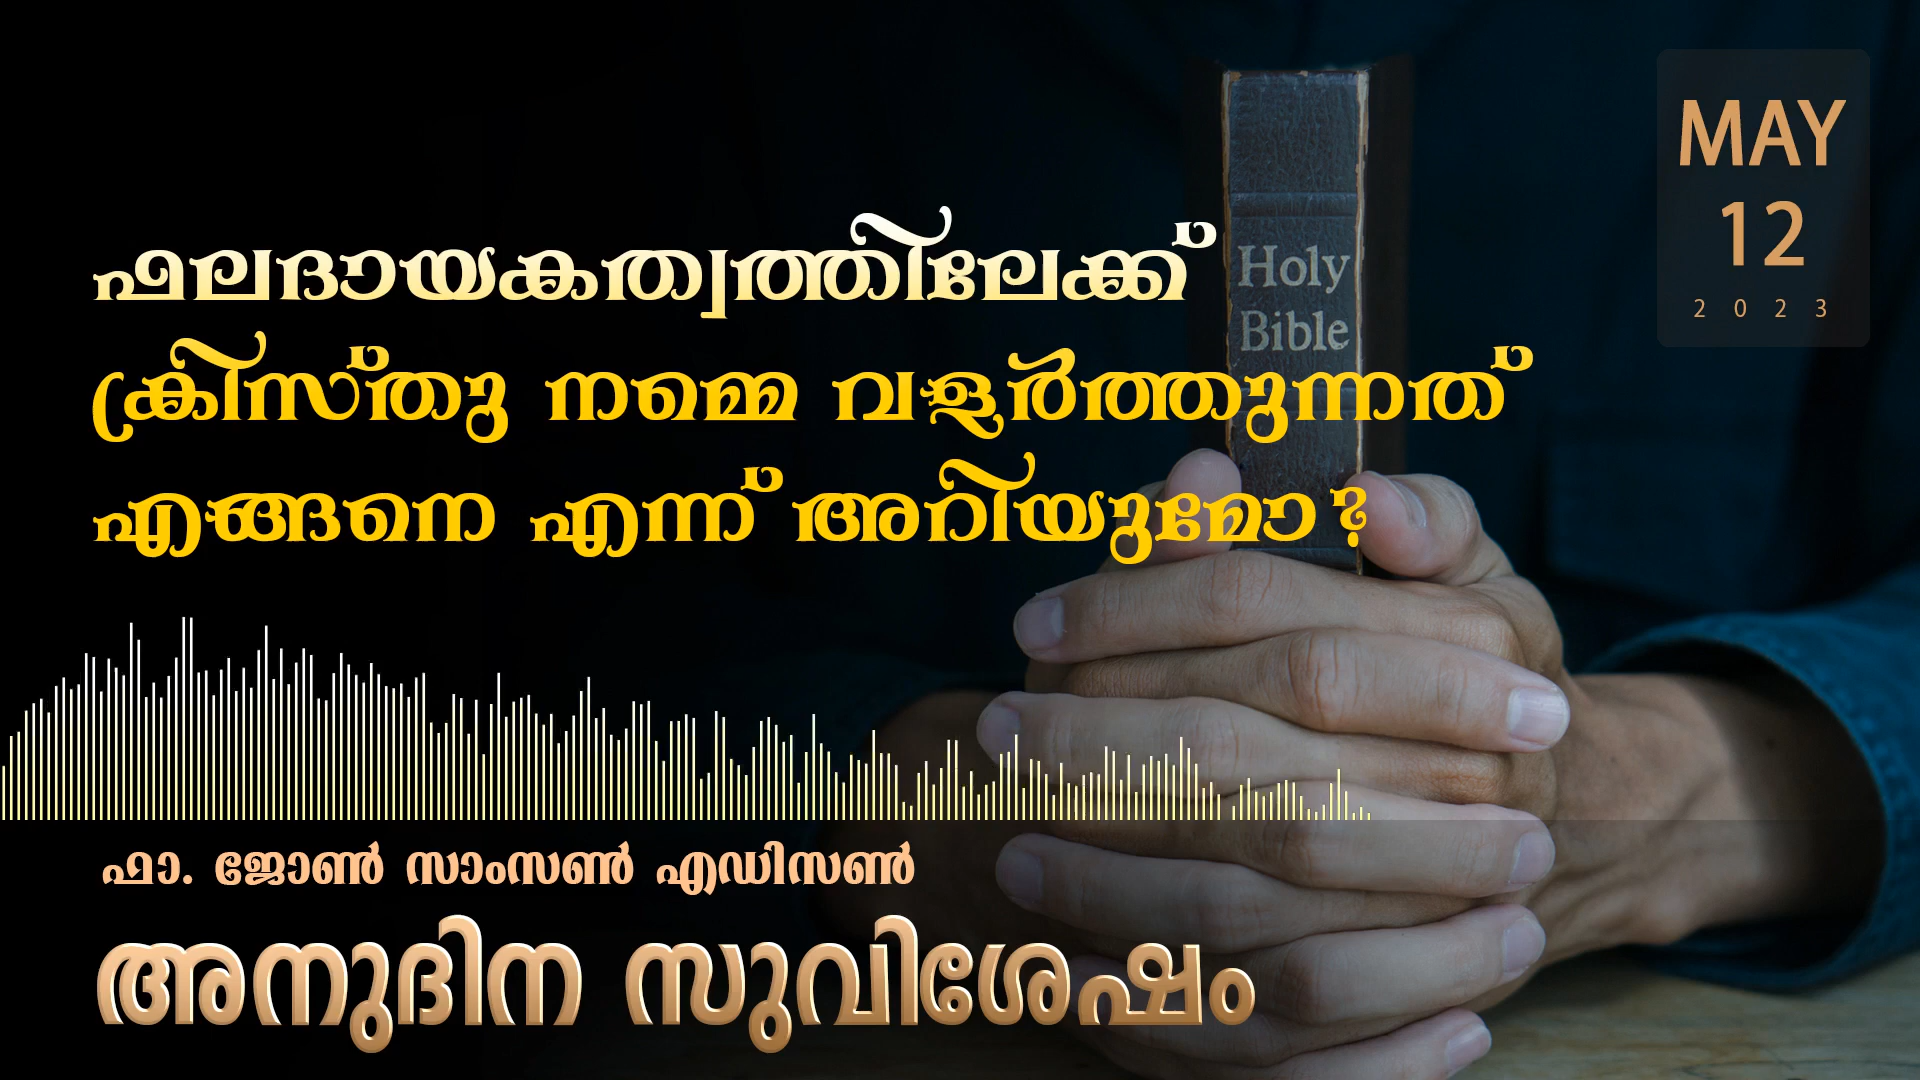 ഫലദായകത്വത്തിലേക്ക്
ക്രിസ്തു നമ്മെ വളർത്തുന്നത്
എങ്ങനെ എന്ന് അറിയുമോ?
ഫാ. ജോൺ സാംസൺ എഡിസൺ
അനുദിന സുവിശേഷം
Holy
Bible
MAY
12
2023